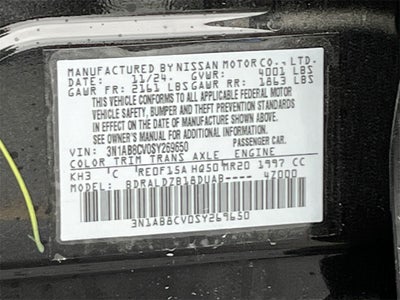 MANUFACTURED BY NISSAN MOTOR CO., LTD.
DATE: 11/24. GVWR: 4001 LBS
GAWR FR: 2161 LBS GAWR RR: 1863 LBS
THIS VEHICLE CONFORMS TO ALL APPLICABLE FEDERAL MOTOR
VEHICLE SAFETY, BUMPER AND THEFT PREVENTION STANDARDS
IN EFFECT ON THE DATE OF MANUFACTURE SHOWN ABOVE.
SEE OWNER'S MANUAL FOR ADDITIONAL INFORMATION
VIN: 3N1AB8CV0SY269650 PASSENGER CAR.
COLOR TRIM TRANS AXLE ENGINE
KH3 C RE0F15A HQ50 MR20 1997 CC
MODEL: BDRALDZB18DUAB---- 4Z000
3N1AB8CV0SY269650